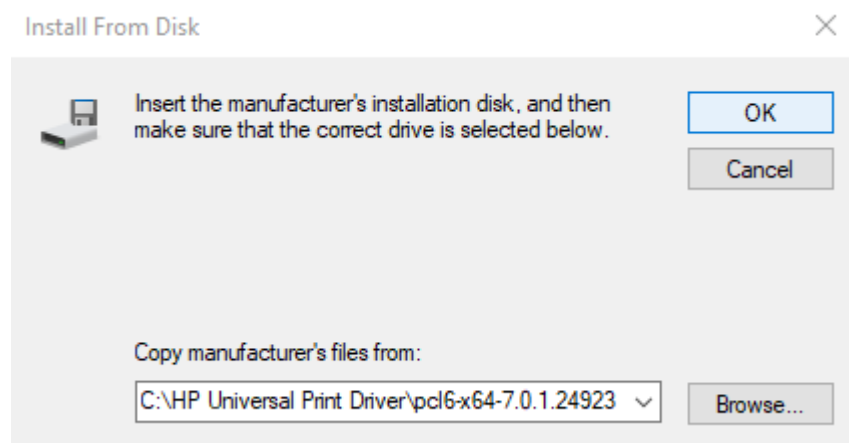 Install From Disk
Insert the manufacturer's installation disk, and then
make sure that the correct drive is selected below.
OK
Cancel
Copy manufacturer's files from:
C:\HP Universal Print Driver\pcl6-x64-7.0.1.24923
Browse...